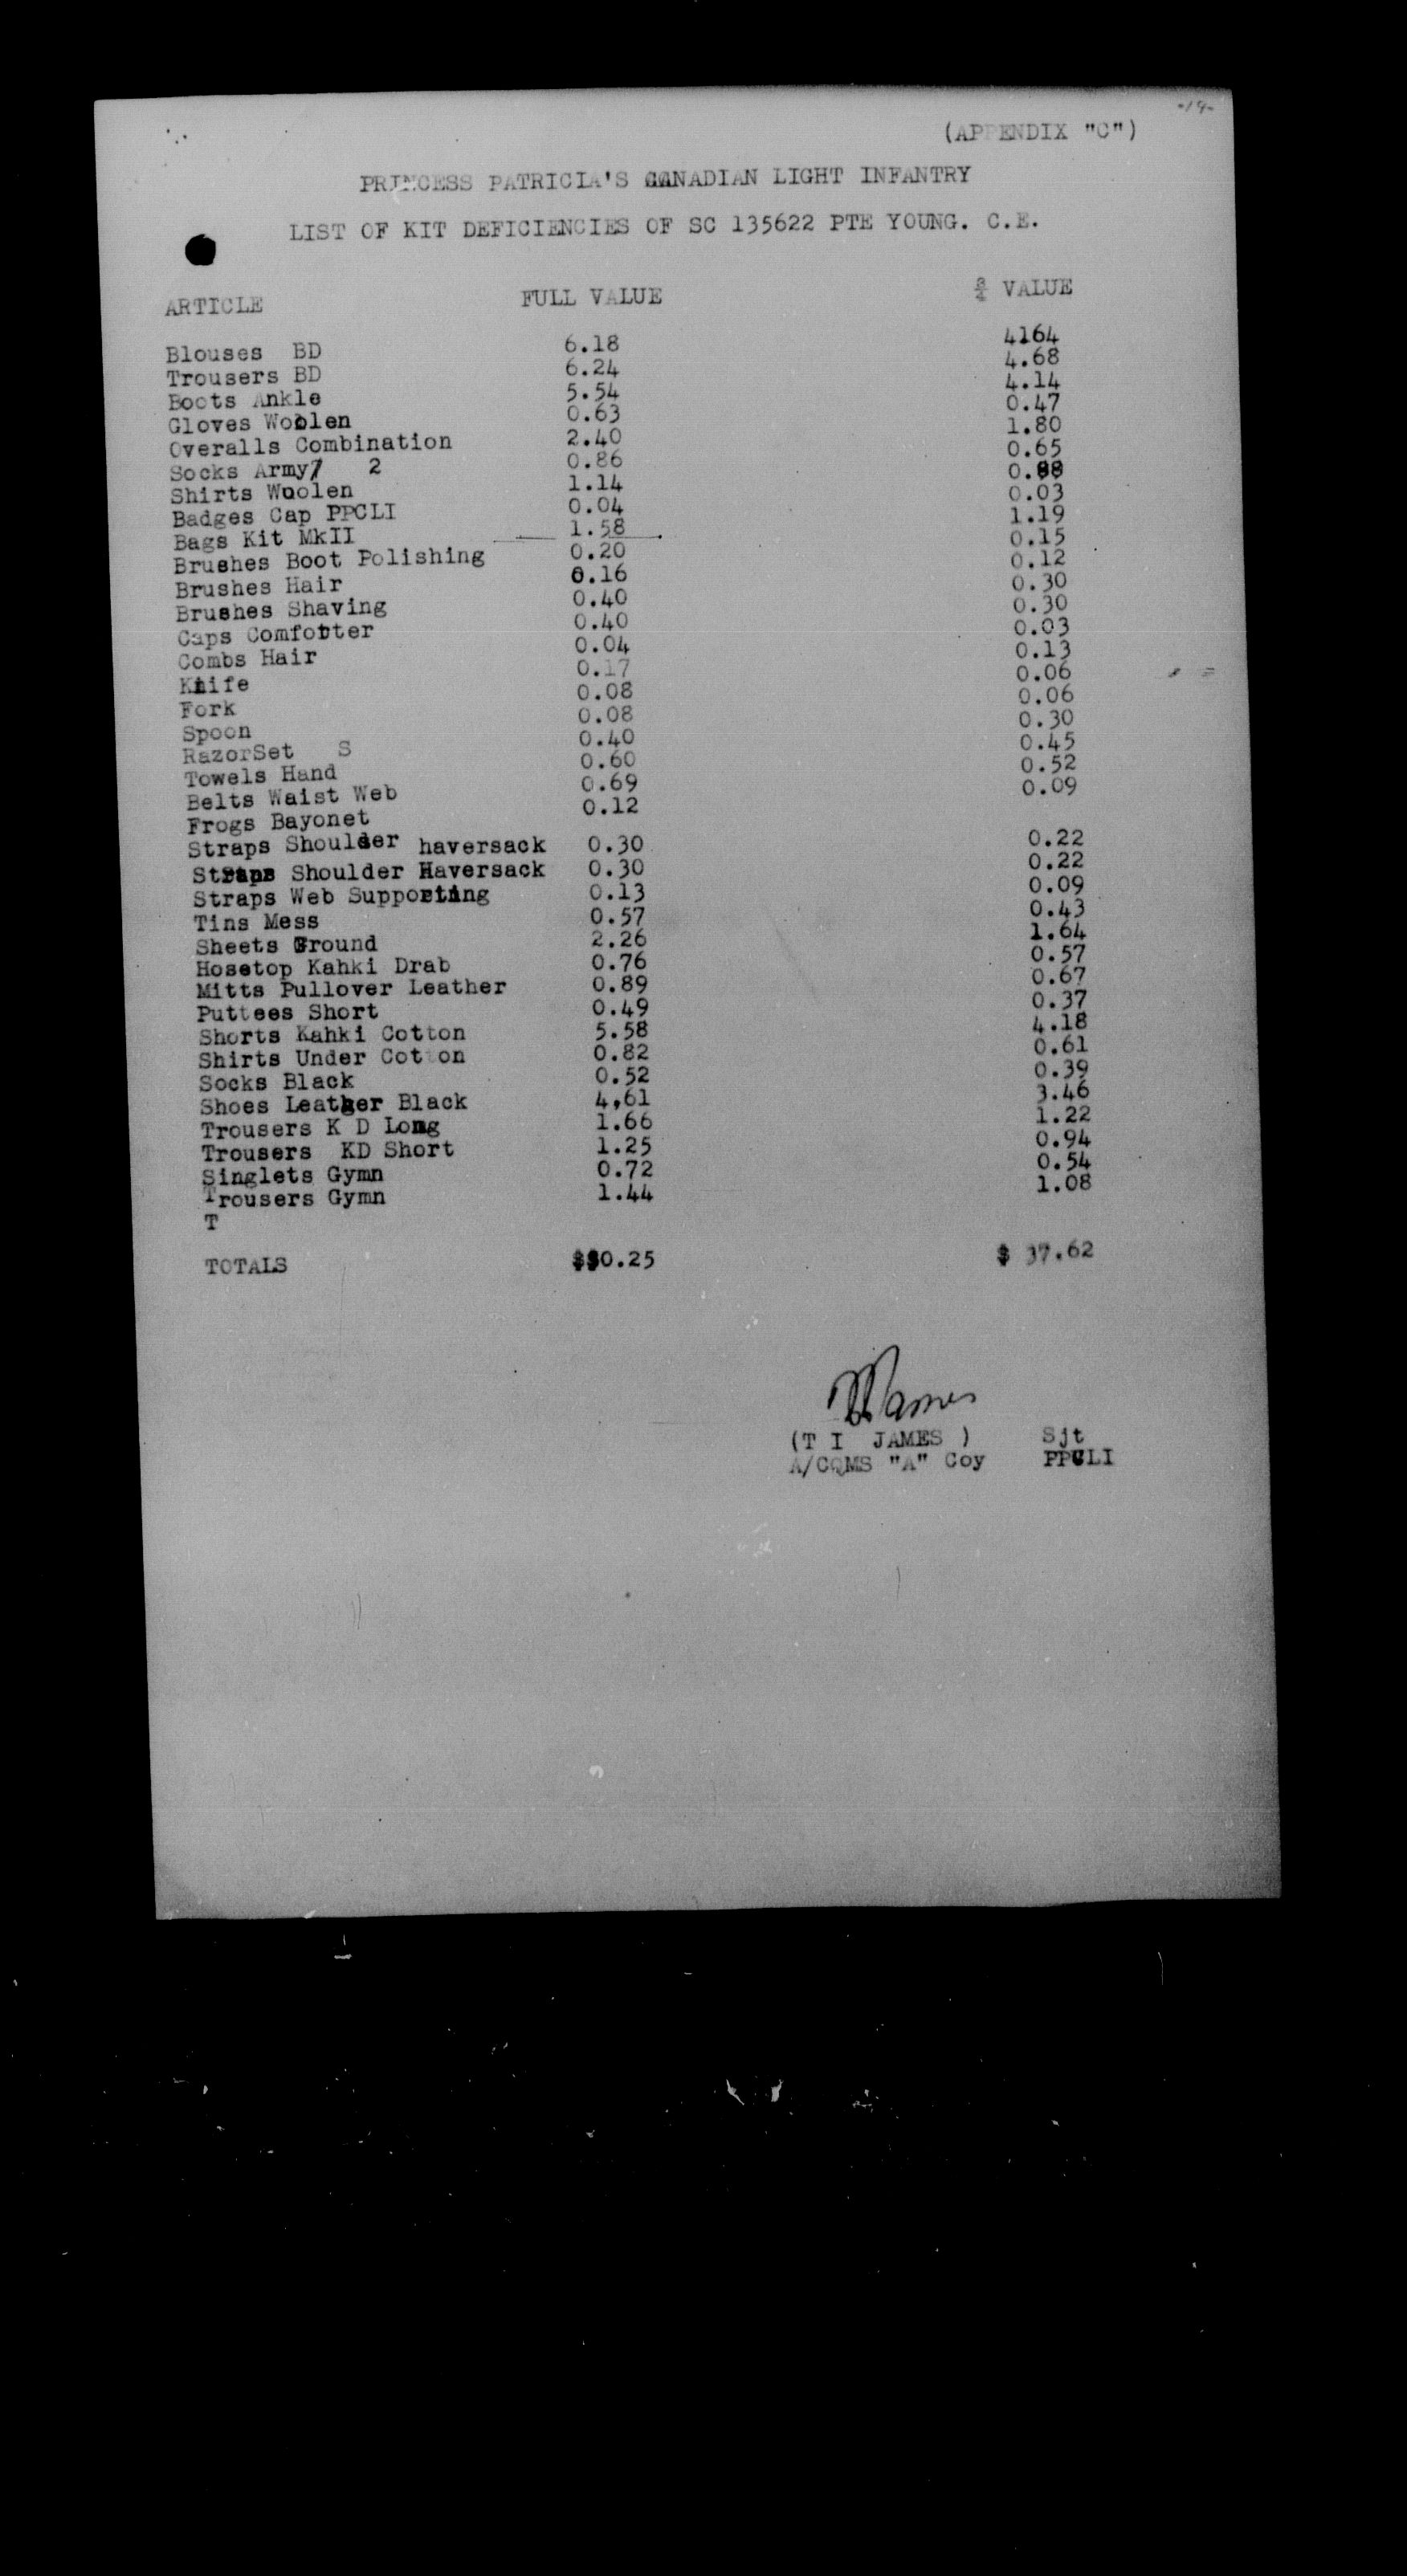 -19-
(APPENDIX "C")
PRINCESS PATRICIA'S CANADIAN LIGHT INFANTRY
LIST OF KIT DEFICIENCIES OF SC 135622 PTE YOUNG. C.E.
ARTICLE FULL VALUE ¾ VALUE
Blouses BD 6.18 4164
Trousers BD 6.24 4.68
Boots Ankle 5.54 4.14
Gloves Woolen 0.63 0.47
Overalls Combination 2.40 1.80
Socks Army/ 2 0.86 0.65
Shirts Woolen 1.14 0.88
Badges Cap PPCLI 0.04 0.03
Bags Kit MkII 1.58 1.19
Brushes Boot Polishing 0.20 0.15
Brushes Hair 0.16 0.12
Brushes Shaving 0.40 0.30
Caps Comforter 0.40 0.30
Combs Hair 0.04 0.03
Knife 0.17 0.13
Fork 0.08 0.06
Spoon 0.08 0.06
RazorSet S 0.40 0.30
Towels Hand 0.60 0.45
Belts Waist Web 0.69 0.52
Frogs Bayonet 0.12 0.09
Straps Shoulder haversack 0.30 0.22
Straps Shoulder Haversack 0.30 0.22
Straps Web Supporting 0.13 0.09
Tins Mess 0.57 0.43
Sheets Ground 2.26 1.64
Hosetop Kahki Drab 0.76 0.57
Mitts Pullover Leather 0.89 0.67
Puttees Short 0.49 0.37
Shorts Kahki Cotton 5.58 4.18
Shirts Under Cotton 0.82 0.61
Socks Black 0.52 0.39
Shoes Leather Black 4,61 3.46
Trousers K D Long 1.66 1.22
Trousers KD Short 1.25 0.94
Singlets Gymn 0.72 0.54
Trousers Gymn 1.44 1.08
T
TOTALS $50.25 $ 37.62
James
(T I JAMES ) Sjt
A/CQMS "A" Coy PPCLI